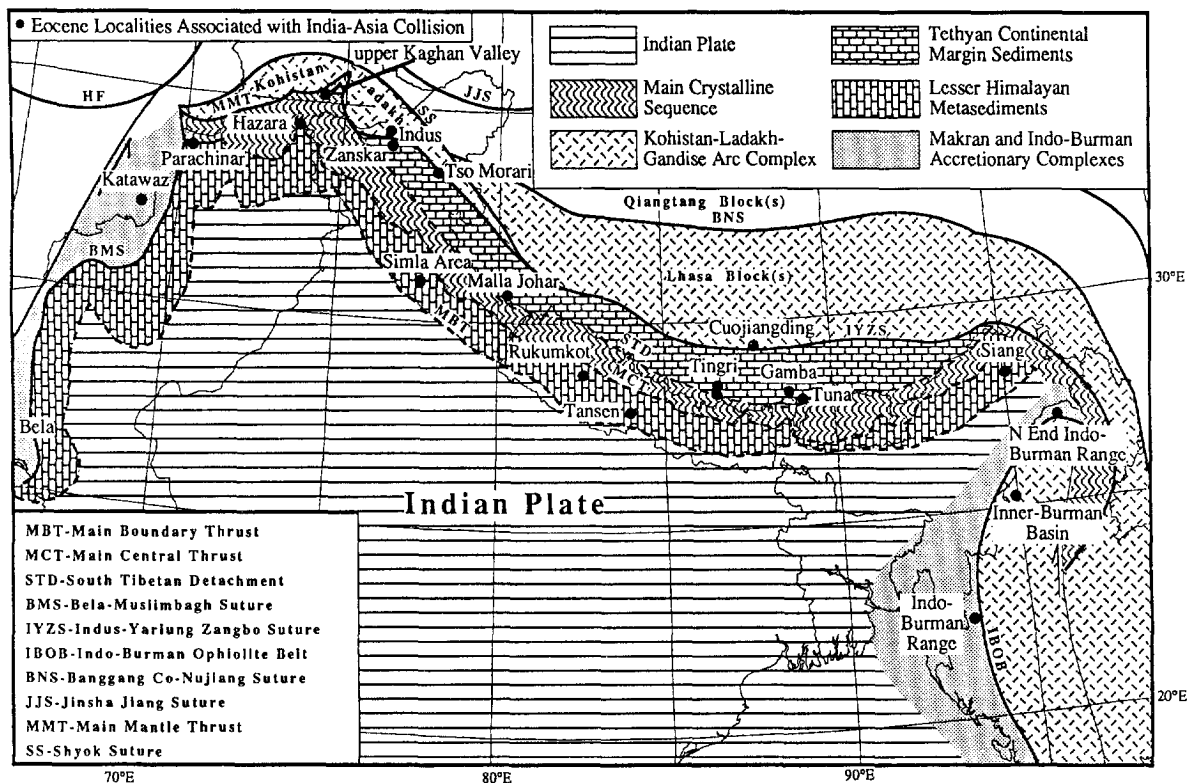 Eocene Localities Associated with India-Asia Collision
upper Kaghan Valley
HF
MMT-Kohistan
Ladakh
SS
JJS
Hazara
Indus
Parachinar
Zanskar
Tso Morari
Katawaz
BMS
Simla Area
Malla Johar
MBT
Qiangtang Block(s)
BNS
Lhasa Block(s)
Cuojiangding
IYZS
STD
Rukumkot
MCT
Tingri
Gamba
Tuna
Siang
Tansen
Bela
N End Indo-
Burman Range
Inner-Burman
Basin
Indian Plate
Indo-
Burman
Range
IBOB
Indian Plate
Main Crystalline
Sequence
Kohistan-Ladakh-
Gandise Arc Complex
Tethyan Continental
Margin Sediments
Lesser Himalayan
Metasediments
Makran and Indo-Burman
Accretionary Complexes
MBT-Main Boundary Thrust
MCT-Main Central Thrust
STD-South Tibetan Detachment
BMS-Bela-Muslimbagh Suture
IYZS-Indus-Yarlung Zangbo Suture
IBOB-Indo-Burman Ophiolite Belt
BNS-Banggang Co-Nujiang Suture
JJS-Jinsha Jiang Suture
MMT-Main Mantle Thrust
SS-Shyok Suture
30°E
20°E
70°E
80°E
90°E